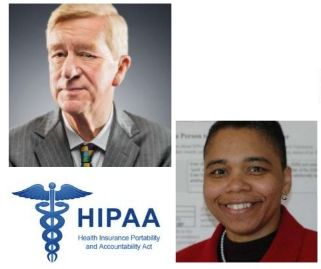 HIPAA
Health Insurance Portability
and Accountability Act